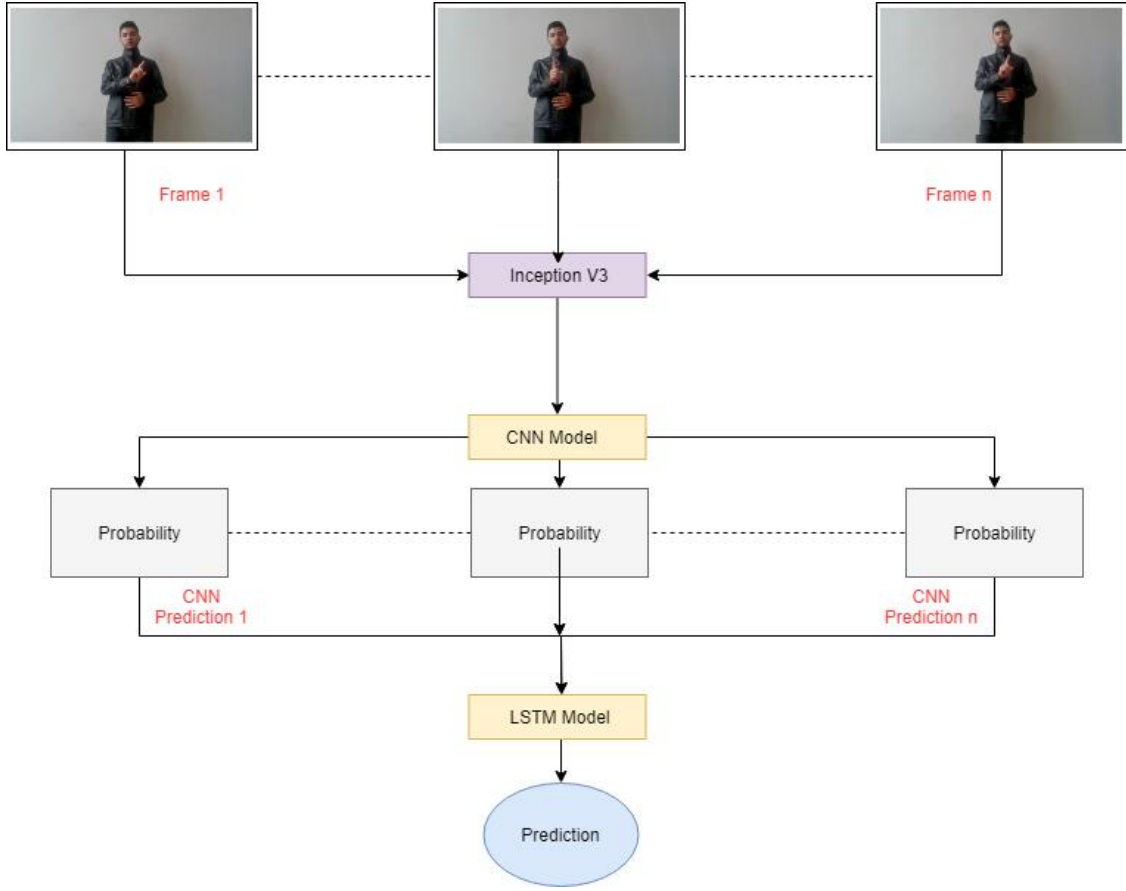 Frame 1
Frame n
Inception V3
CNN Model
Probability
Probability
Probability
CNN
Prediction 1
CNN
Prediction n
LSTM Model
Prediction